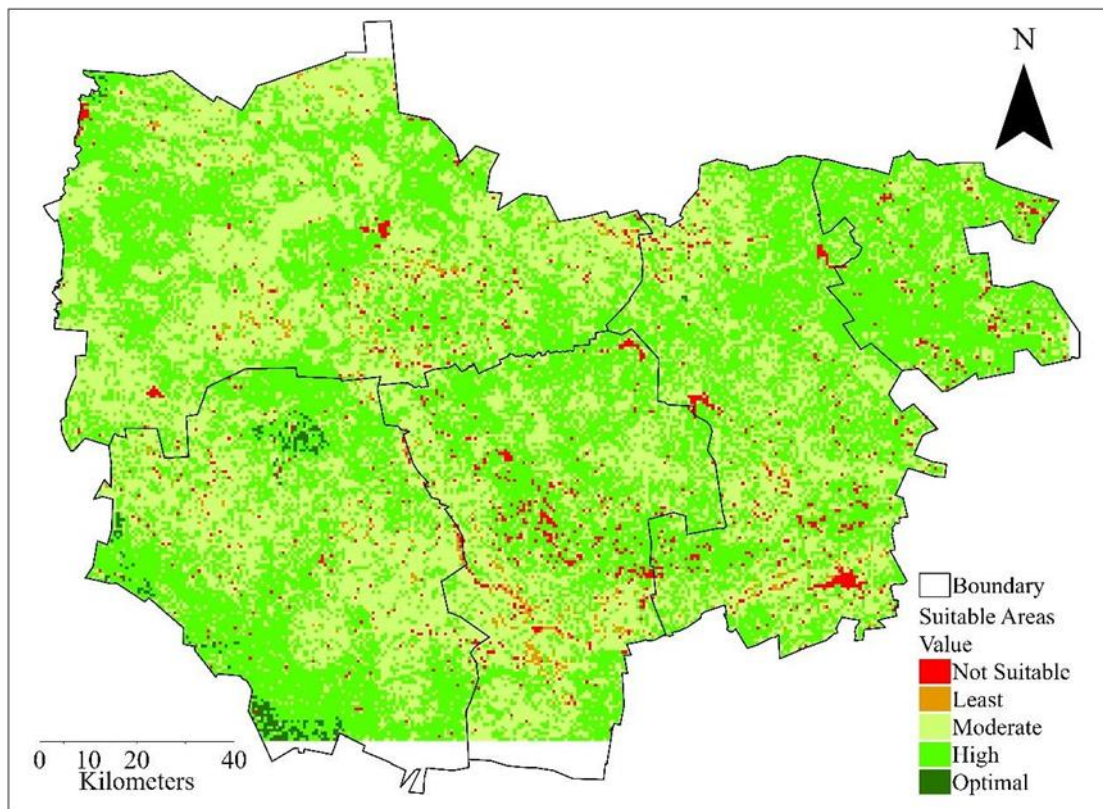 N
Boundary
Suitable Areas
Value
Not Suitable
Least
Moderate
High
Optimal
0 10 20 40
Kilometers